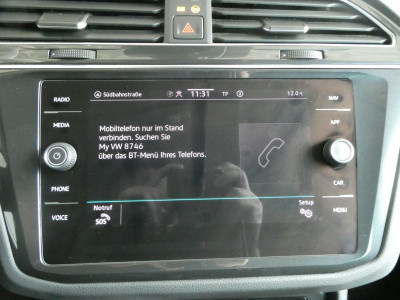 RADIO
MEDIA
PHONE
VOICE
Südbahnstraße
11:31
TP
12.0°C
Mobiltelefon nur im Stand
verbinden. Suchen Sie
My VW 8746
über das BT-Menü Ihres Telefons.
Notruf
SOS
Setup
NAV
APP
CAR
MENU